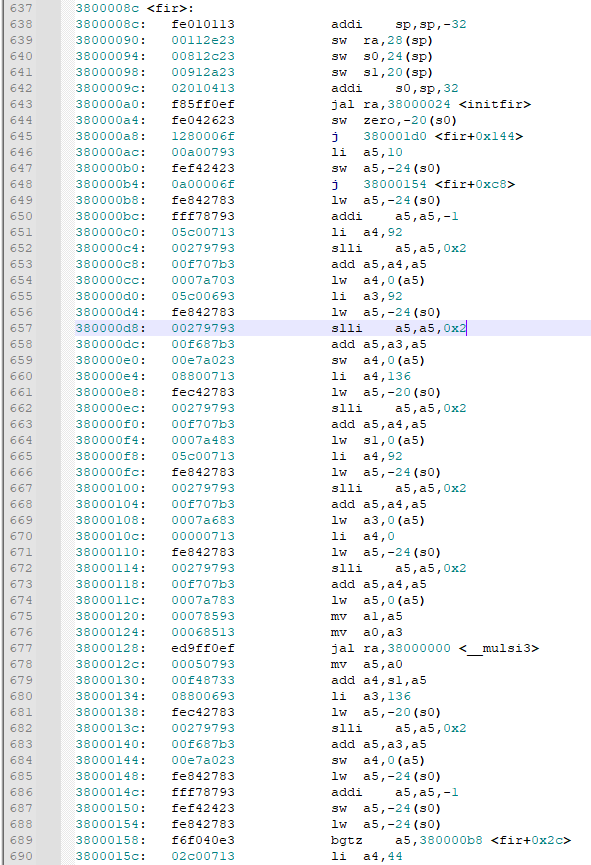 637 3800008c <fir>:
638 3800008c: fe010113 addi sp,sp,-32
639 38000090: 00112e23 sw ra,28(sp)
640 38000094: 00812c23 sw s0,24(sp)
641 38000098: 00912a23 sw s1,20(sp)
642 3800009c: 02010413 addi s0,sp,32
643 380000a0: f85ff0ef jal ra,38000024 <initfir>
644 380000a4: fe042623 sw zero,-20(s0)
645 380000a8: 1280006f j 380001d0 <fir+0x144>
646 380000ac: 00a00793 li a5,10
647 380000b0: fef42423 sw a5,-24(s0)
648 380000b4: 0a00006f j 38000154 <fir+0xc8>
649 380000b8: fe842783 lw a5,-24(s0)
650 380000bc: fff78793 addi a5,a5,-1
651 380000c0: 05c00713 li a4,92
652 380000c4: 00279793 slli a5,a5,0x2
653 380000c8: 00f707b3 add a5,a4,a5
654 380000cc: 0007a703 lw a4,0(a5)
655 380000d0: 05c00693 li a3,92
656 380000d4: fe842783 lw a5,-24(s0)
657 380000d8: 00279793 slli a5,a5,0x2
658 380000dc: 00f687b3 add a5,a3,a5
659 380000e0: 00e7a023 sw a4,0(a5)
660 380000e4: 08800713 li a4,136
661 380000e8: fec42783 lw a5,-20(s0)
662 380000ec: 00279793 slli a5,a5,0x2
663 380000f0: 00f707b3 add a5,a4,a5
664 380000f4: 0007a483 lw s1,0(a5)
665 380000f8: 05c00713 li a4,92
666 380000fc: fe842783 lw a5,-24(s0)
667 38000100: 00279793 slli a5,a5,0x2
668 38000104: 00f707b3 add a5,a4,a5
669 38000108: 0007a683 lw a3,0(a5)
670 3800010c: 00000713 li a4,0
671 38000110: fe842783 lw a5,-24(s0)
672 38000114: 00279793 slli a5,a5,0x2
673 38000118: 00f707b3 add a5,a4,a5
674 3800011c: 0007a783 lw a5,0(a5)
675 38000120: 00078593 mv a1,a5
676 38000124: 00068513 mv a0,a3
677 38000128: ed9ff0ef jal ra,38000000 <__mulsi3>
678 3800012c: 00050793 mv a5,a0
679 38000130: 00f48733 add a4,s1,a5
680 38000134: 08800693 li a3,136
681 38000138: fec42783 lw a5,-20(s0)
682 3800013c: 00279793 slli a5,a5,0x2
683 38000140: 00f687b3 add a5,a3,a5
684 38000144: 00e7a023 sw a4,0(a5)
685 38000148: fe842783 lw a5,-24(s0)
686 3800014c: fff78793 addi a5,a5,-1
687 38000150: fef42423 sw a5,-24(s0)
688 38000154: fe842783 lw a5,-24(s0)
689 38000158: f6f040e3 bgtz a5,380000b8 <fir+0x2c>
690 3800015c: 02c00713 li a4,44